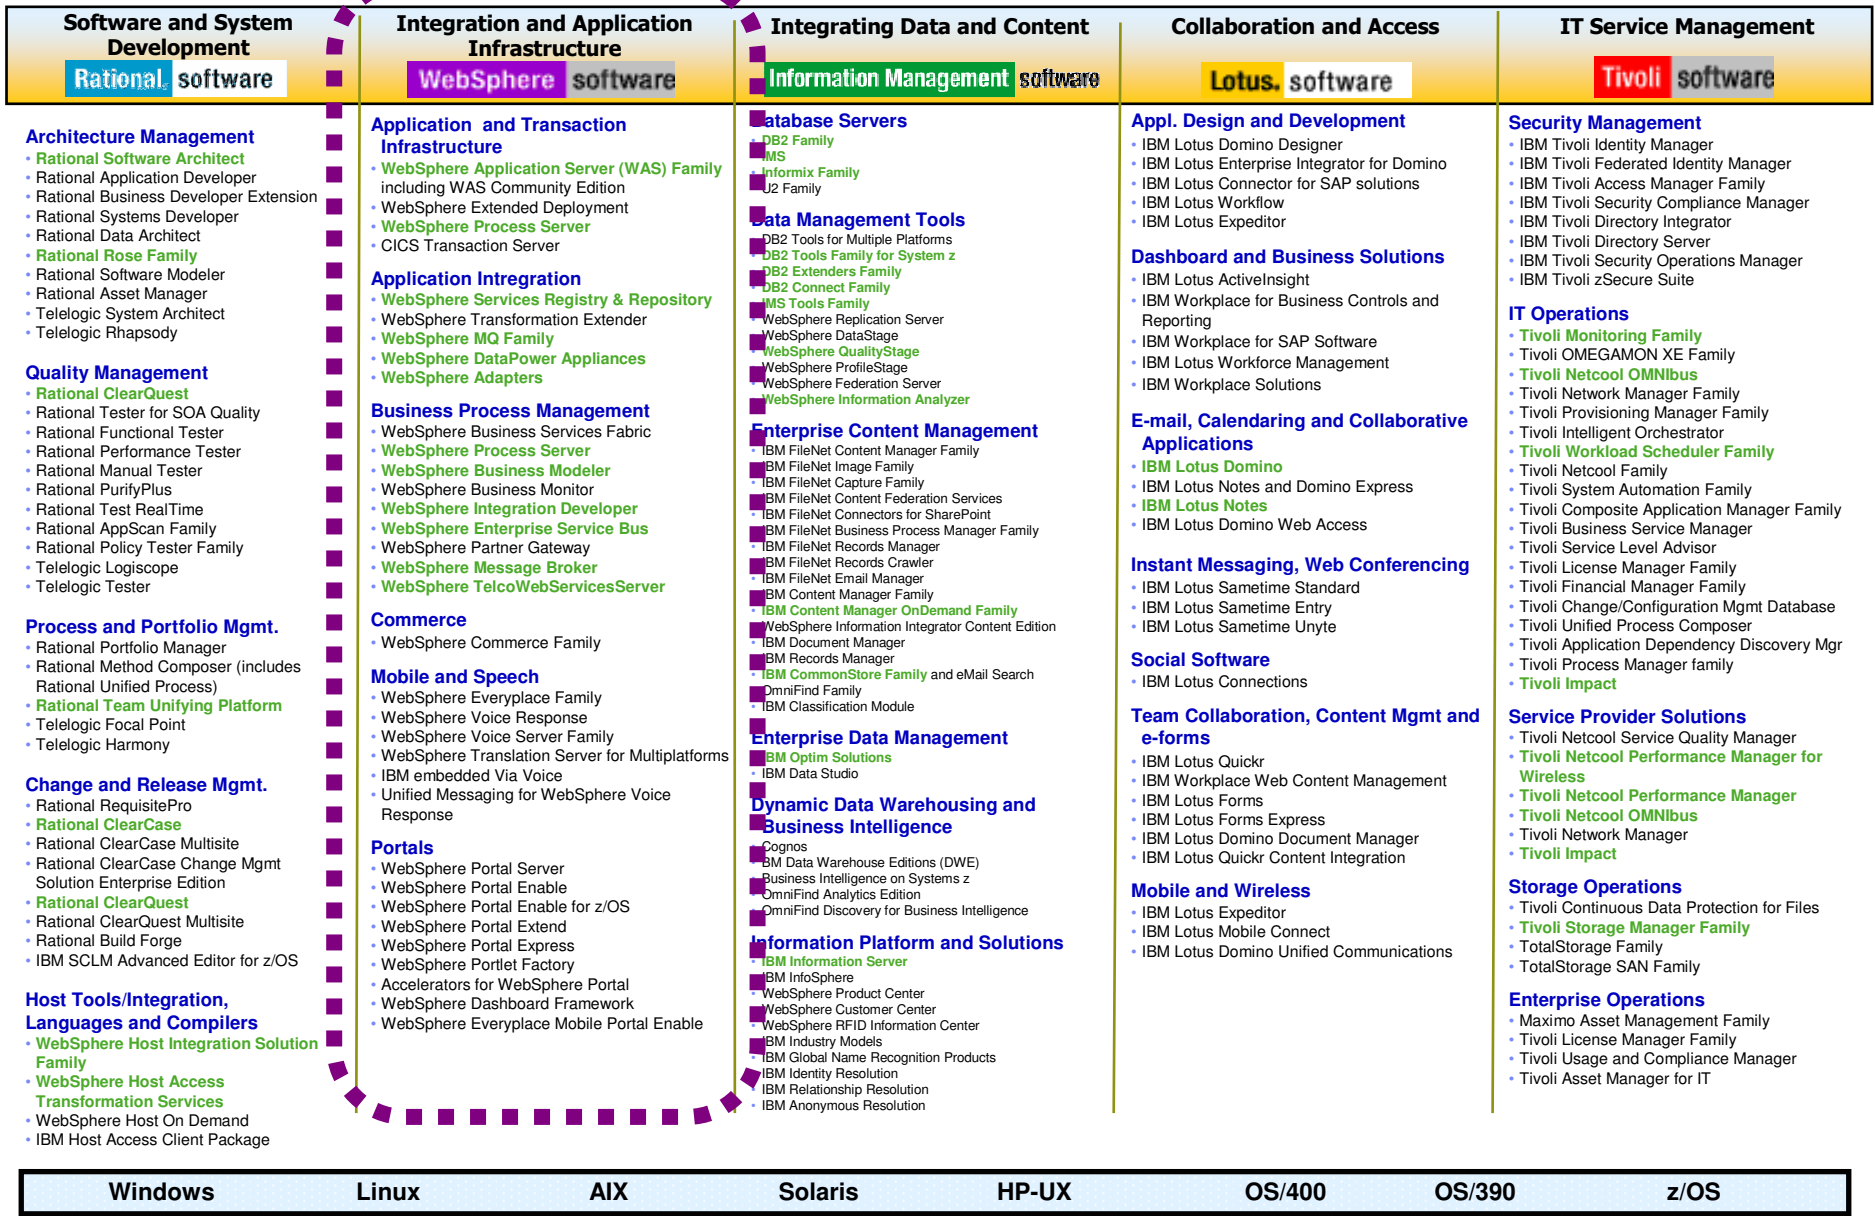 Software and System
Development
Rational. software
Integration and Application
Infrastructure
WebSphere software
Integrating Data and Content
Information Management software
Collaboration and Access
Lotus. software
IT Service Management
Tivoli software
Architecture Management
• Rational Software Architect
• Rational Application Developer
• Rational Business Developer Extension
• Rational Systems Developer
• Rational Data Architect
• Rational Rose Family
• Rational Software Modeler
• Rational Asset Manager
• Telelogic System Architect
• Telelogic Rhapsody
Quality Management
• Rational ClearQuest
• Rational Tester for SOA Quality
• Rational Functional Tester
• Rational Performance Tester
• Rational Manual Tester
• Rational PurifyPlus
• Rational Test RealTime
• Rational AppScan Family
• Rational Policy Tester Family
• Telelogic Logiscope
• Telelogic Tester
Process and Portfolio Mgmt.
• Rational Portfolio Manager
• Rational Method Composer (includes
Rational Unified Process)
• Rational Team Unifying Platform
• Telelogic Focal Point
• Telelogic Harmony
Change and Release Mgmt.
• Rational RequisitePro
• Rational ClearCase
• Rational ClearCase Multisite
• Rational ClearCase Change Mgmt
Solution Enterprise Edition
• Rational ClearQuest
• Rational ClearQuest Multisite
• Rational Build Forge
• IBM SCLM Advanced Editor for z/OS
Host Tools/Integration,
Languages and Compilers
• WebSphere Host Integration Solution
Family
• WebSphere Host Access
Transformation Services
• WebSphere Host On Demand
• IBM Host Access Client Package
Application and Transaction
Infrastructure
• WebSphere Application Server (WAS) Family
including WAS Community Edition
• WebSphere Extended Deployment
• WebSphere Process Server
• CICS Transaction Server
Application Intregration
• WebSphere Services Registry & Repository
• WebSphere Transformation Extender
• WebSphere MQ Family
• WebSphere DataPower Appliances
• WebSphere Adapters
Business Process Management
• WebSphere Business Services Fabric
• WebSphere Process Server
• WebSphere Business Modeler
• WebSphere Business Monitor
• WebSphere Integration Developer
• WebSphere Enterprise Service Bus
• WebSphere Partner Gateway
• WebSphere Message Broker
• WebSphere TelcoWebServicesServer
Commerce
• WebSphere Commerce Family
Mobile and Speech
• WebSphere Everyplace Family
• WebSphere Voice Response
• WebSphere Voice Server Family
• WebSphere Translation Server for Multiplatforms
• IBM embedded Via Voice
• Unified Messaging for WebSphere Voice
Response
Portals
• WebSphere Portal Server
• WebSphere Portal Enable
• WebSphere Portal Enable for z/OS
• WebSphere Portal Extend
• WebSphere Portal Express
• WebSphere Portlet Factory
• Accelerators for WebSphere Portal
• WebSphere Dashboard Framework
• WebSphere Everyplace Mobile Portal Enable
Database Servers
• DB2 Family
• IMS
• Informix Family
• U2 Family
Data Management Tools
• DB2 Tools for Multiple Platforms
• DB2 Tools Family for System z
• DB2 Extenders Family
• DB2 Connect Family
• IMS Tools Family
• WebSphere Replication Server
• WebSphere DataStage
• WebSphere QualityStage
• WebSphere ProfileStage
• WebSphere Federation Server
• WebSphere Information Analyzer
Enterprise Content Management
• IBM FileNet Content Manager Family
• IBM FileNet Image Family
• IBM FileNet Capture Family
• IBM FileNet Content Federation Services
• IBM FileNet Connectors for SharePoint
• IBM FileNet Business Process Manager Family
• IBM FileNet Records Manager
• IBM FileNet Records Crawler
• IBM FileNet Email Manager
• IBM Content Manager Family
• IBM Content Manager OnDemand Family
• WebSphere Information Integrator Content Edition
• IBM Document Manager
• IBM Records Manager
• IBM CommonStore Family and eMail Search
• OmniFind Family
• IBM Classification Module
Enterprise Data Management
• IBM Optim Solutions
• IBM Data Studio
Dynamic Data Warehousing and
Business Intelligence
• Cognos
• BM Data Warehouse Editions (DWE)
• Business Intelligence on Systems z
• OmniFind Analytics Edition
• OmniFind Discovery for Business Intelligence
Information Platform and Solutions
• IBM Information Server
• IBM InfoSphere
• WebSphere Product Center
• WebSphere Customer Center
• WebSphere RFID Information Center
• IBM Industry Models
• IBM Global Name Recognition Products
• IBM Identity Resolution
• IBM Relationship Resolution
• IBM Anonymous Resolution
Appl. Design and Development
• IBM Lotus Domino Designer
• IBM Lotus Enterprise Integrator for Domino
• IBM Lotus Connector for SAP solutions
• IBM Lotus Workflow
• IBM Lotus Expeditor
Dashboard and Business Solutions
• IBM Lotus ActiveInsight
• IBM Workplace for Business Controls and
Reporting
• IBM Workplace for SAP Software
• IBM Lotus Workforce Management
• IBM Workplace Solutions
E-mail, Calendaring and Collaborative
Applications
• IBM Lotus Domino
• IBM Lotus Notes and Domino Express
• IBM Lotus Notes
• IBM Lotus Domino Web Access
Instant Messaging, Web Conferencing
• IBM Lotus Sametime Standard
• IBM Lotus Sametime Entry
• IBM Lotus Sametime Unyte
Social Software
• IBM Lotus Connections
Team Collaboration, Content Mgmt and
e-forms
• IBM Lotus Quickr
• IBM Workplace Web Content Management
• IBM Lotus Forms
• IBM Lotus Forms Express
• IBM Lotus Domino Document Manager
• IBM Lotus Quickr Content Integration
Mobile and Wireless
• IBM Lotus Expeditor
• IBM Lotus Mobile Connect
• IBM Lotus Domino Unified Communications
Security Management
• IBM Tivoli Identity Manager
• IBM Tivoli Federated Identity Manager
• IBM Tivoli Access Manager Family
• IBM Tivoli Security Compliance Manager
• IBM Tivoli Directory Integrator
• IBM Tivoli Directory Server
• IBM Tivoli Security Operations Manager
• IBM Tivoli zSecure Suite
IT Operations
• Tivoli Monitoring Family
• Tivoli OMEGAMON XE Family
• Tivoli Netcool OMNIbus
• Tivoli Network Manager Family
• Tivoli Provisioning Manager Family
• Tivoli Intelligent Orchestrator
• Tivoli Workload Scheduler Family
• Tivoli Netcool Family
• Tivoli System Automation Family
• Tivoli Composite Application Manager Family
• Tivoli Business Service Manager
• Tivoli Service Level Advisor
• Tivoli License Manager Family
• Tivoli Financial Manager Family
• Tivoli Change/Configuration Mgmt Database
• Tivoli Unified Process Composer
• Tivoli Application Dependency Discovery Mgr
• Tivoli Process Manager family
• Tivoli Impact
Service Provider Solutions
• Tivoli Netcool Service Quality Manager
• Tivoli Netcool Performance Manager for
Wireless
• Tivoli Netcool Performance Manager
• Tivoli Netcool OMNIbus
• Tivoli Network Manager
• Tivoli Impact
Storage Operations
• Tivoli Continuous Data Protection for Files
• Tivoli Storage Manager Family
• TotalStorage Family
• TotalStorage SAN Family
Enterprise Operations
• Maximo Asset Management Family
• Tivoli License Manager Family
• Tivoli Usage and Compliance Manager
• Tivoli Asset Manager for IT
Windows Linux AIX Solaris HP-UX OS/400 OS/390 z/OS